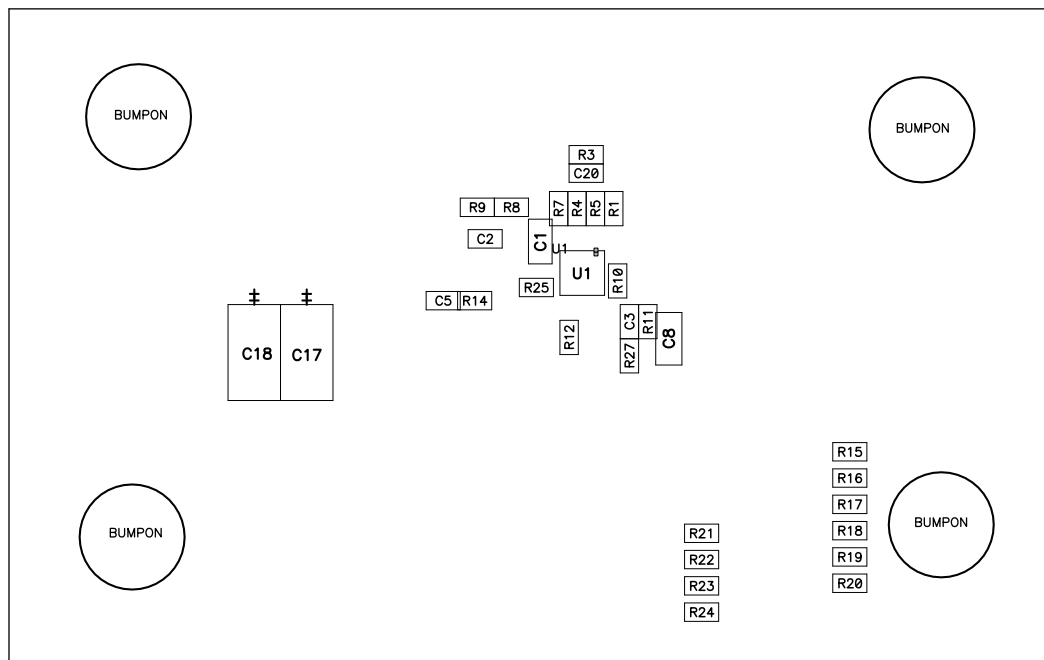 BUMPON
BUMPON
R3
C20
R9 R8
R7 R4 R5 R1
C2
C1
U1
U1
R10
R25
C5 R14
C3 R11
C8
R12
R27
C18 C17
R15
R16
R17
R18
R19
R20
BUMPON
BUMPON
R21
R22
R23
R24